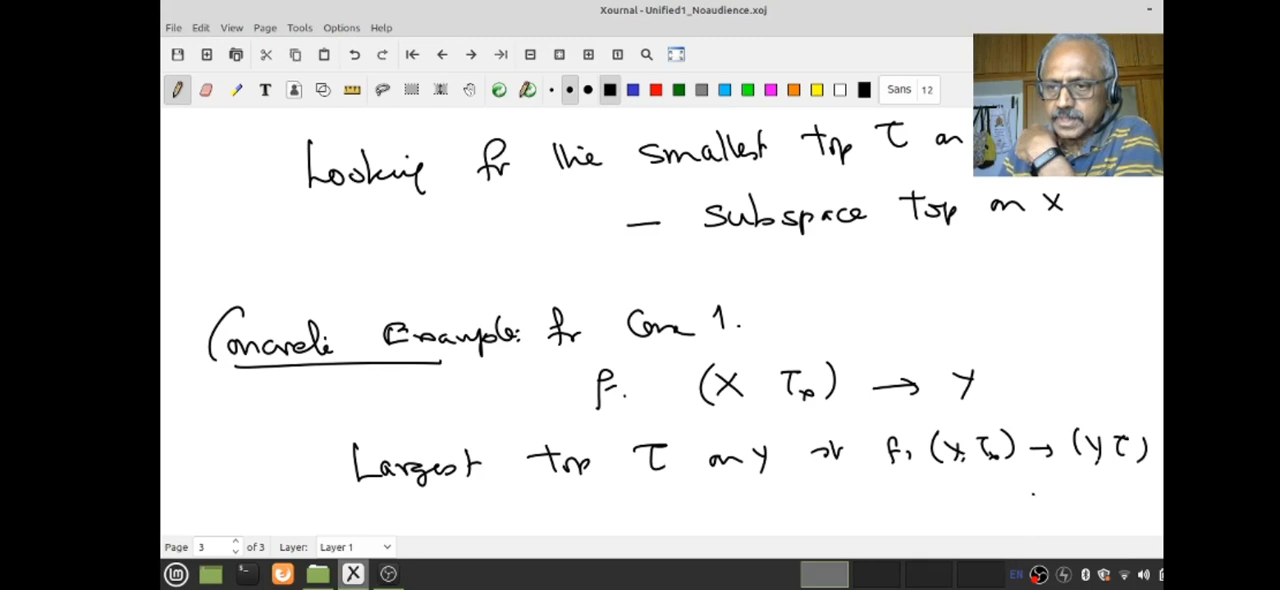 Xournal - Unified1_Noaudience.xoj
File Edit View Page Tools Options Help
Sans 12
Looking for the smallest top τ on
— subspace top on X
Concrete Example: for Case 1.
f: (X τx) → Y
Largest top τ on Y st f: (X, τx) → (Y τ)
Page 3 of 3 Layer: Layer 1
EN